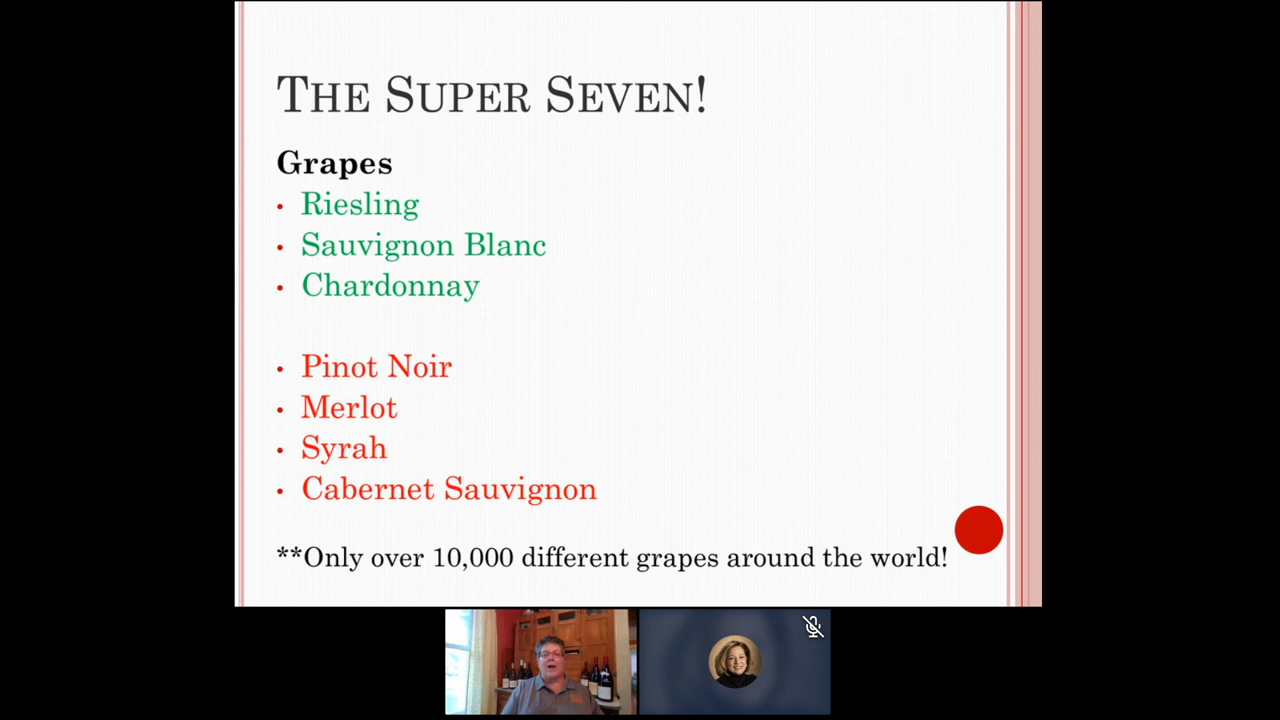 THE SUPER SEVEN!
Grapes
• Riesling
• Sauvignon Blanc
• Chardonnay
• Pinot Noir
• Merlot
• Syrah
• Cabernet Sauvignon
**Only over 10,000 different grapes around the world!